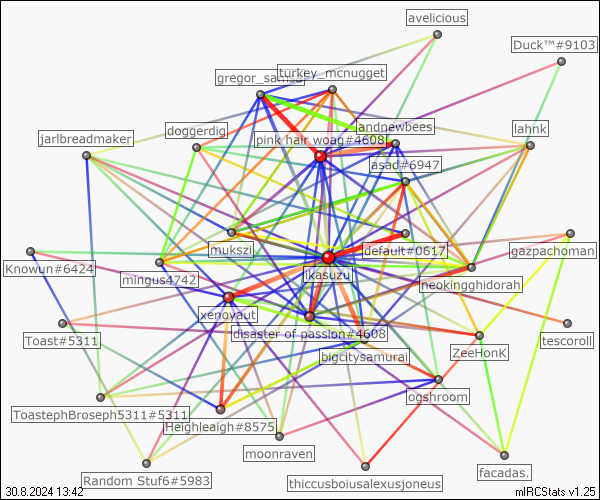 avelicious
Duck™#9103
turkey_mcnugget
gregor_samsa
andnewbees
doggerdig
lahnk
jarlbreadmaker
pink hair woag#4608
asad#6947
mukszi
default#0617
gazpachoman
Knowun#6424
ikasuzu
mingus4742
neokingghidorah
xenovaut
Toast#5311
disaster of passion#4608
tescoroll
bigcitysamurai
ZeeHonK
ogshroom
ToastephBroseph5311#5311
Heighleagh#8575
moonraven
Random Stuf6#5983
thiccusboiusalexusjoneus
facadas.
30.8.2024 13:42
mIRCStats v1.25